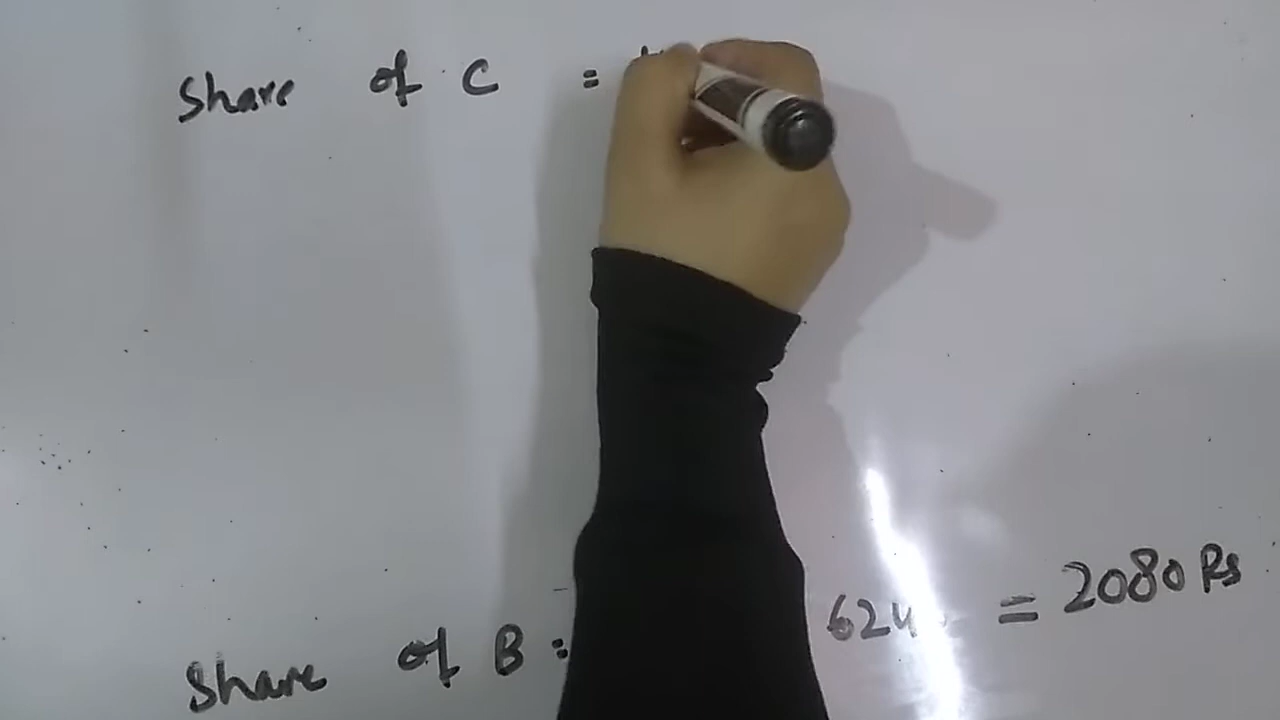 Share of C =
Share of B = 624 = 2080 Rs